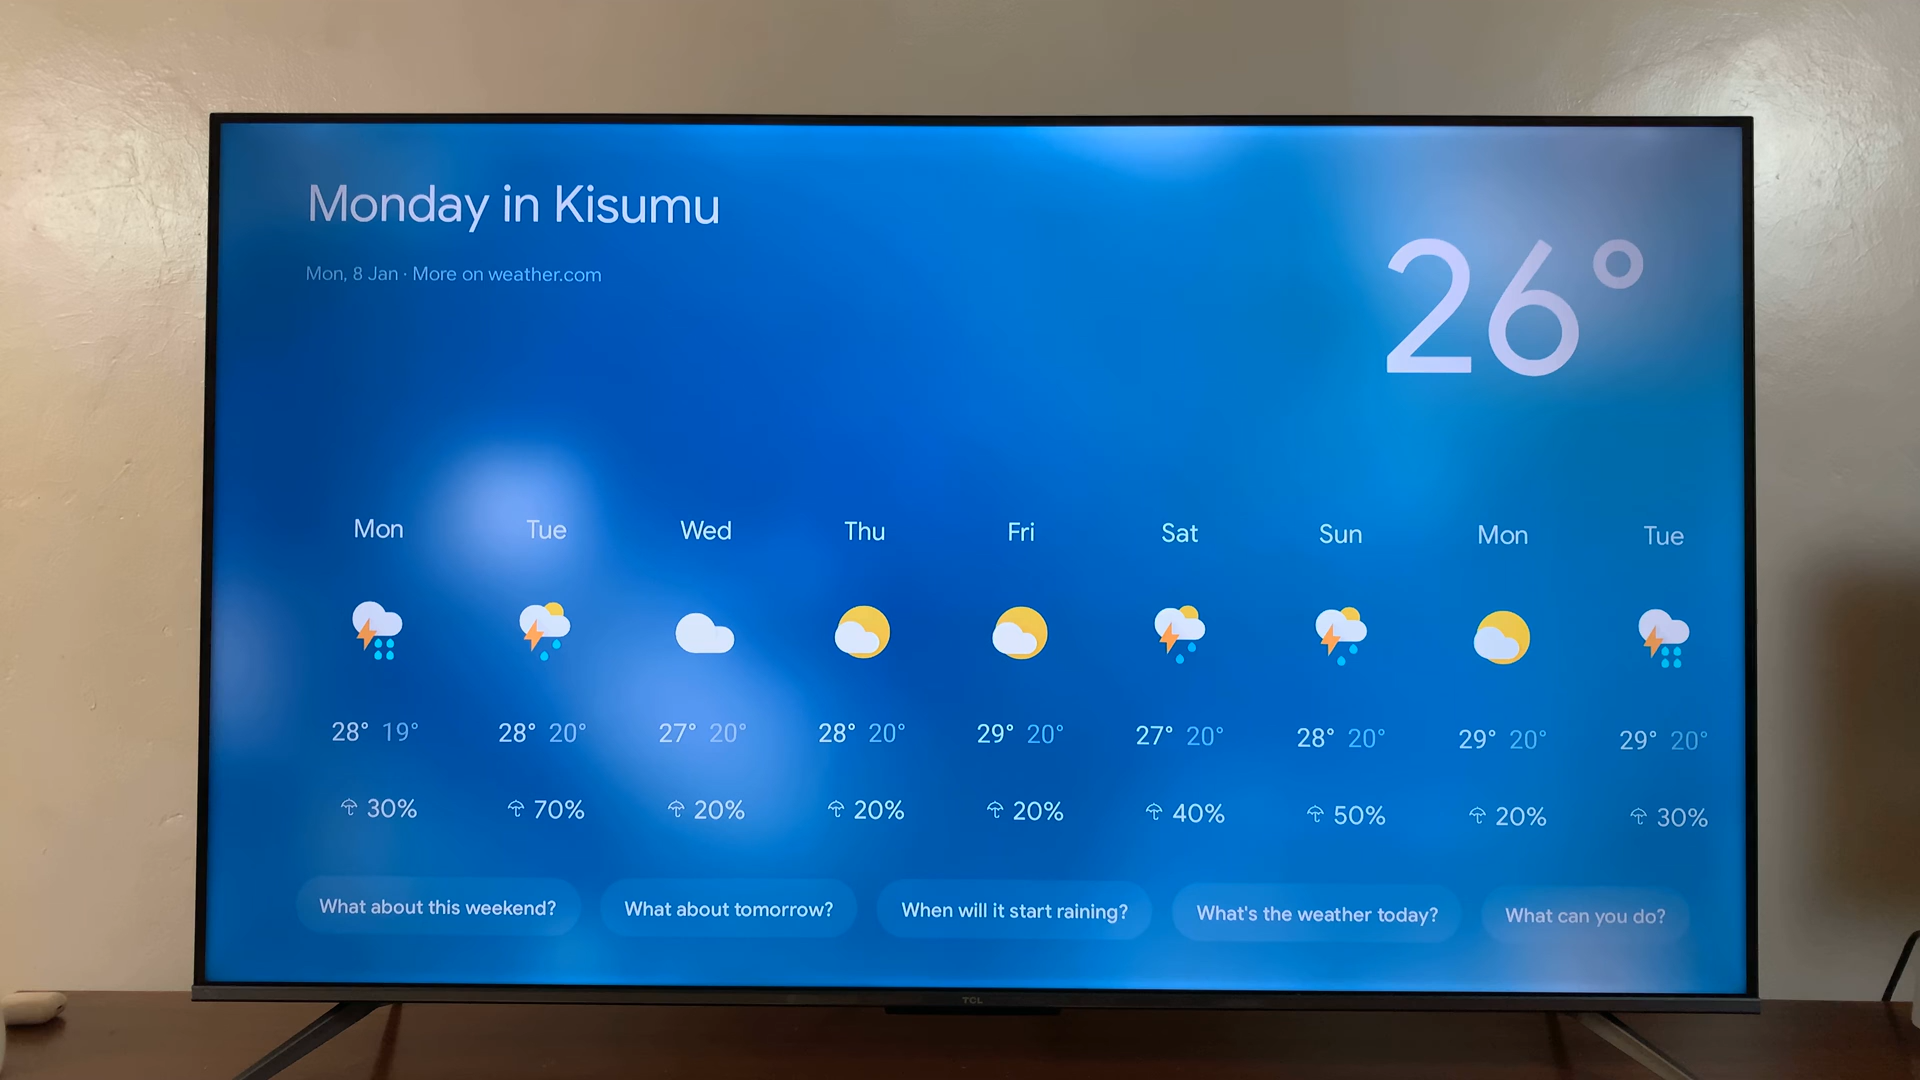 Monday in Kisumu
Mon, 8 Jan · More on weather.com
26°
Mon Tue Wed Thu Fri Sat Sun Mon Tue
28° 19° 28° 20° 27° 20° 28° 20° 29° 20° 27° 20° 28° 20° 29° 20° 29° 20°
30% 70% 20% 20% 20% 40% 50% 20% 30%
What about this weekend? What about tomorrow? When will it start raining? What's the weather today? What can you do?
TCL